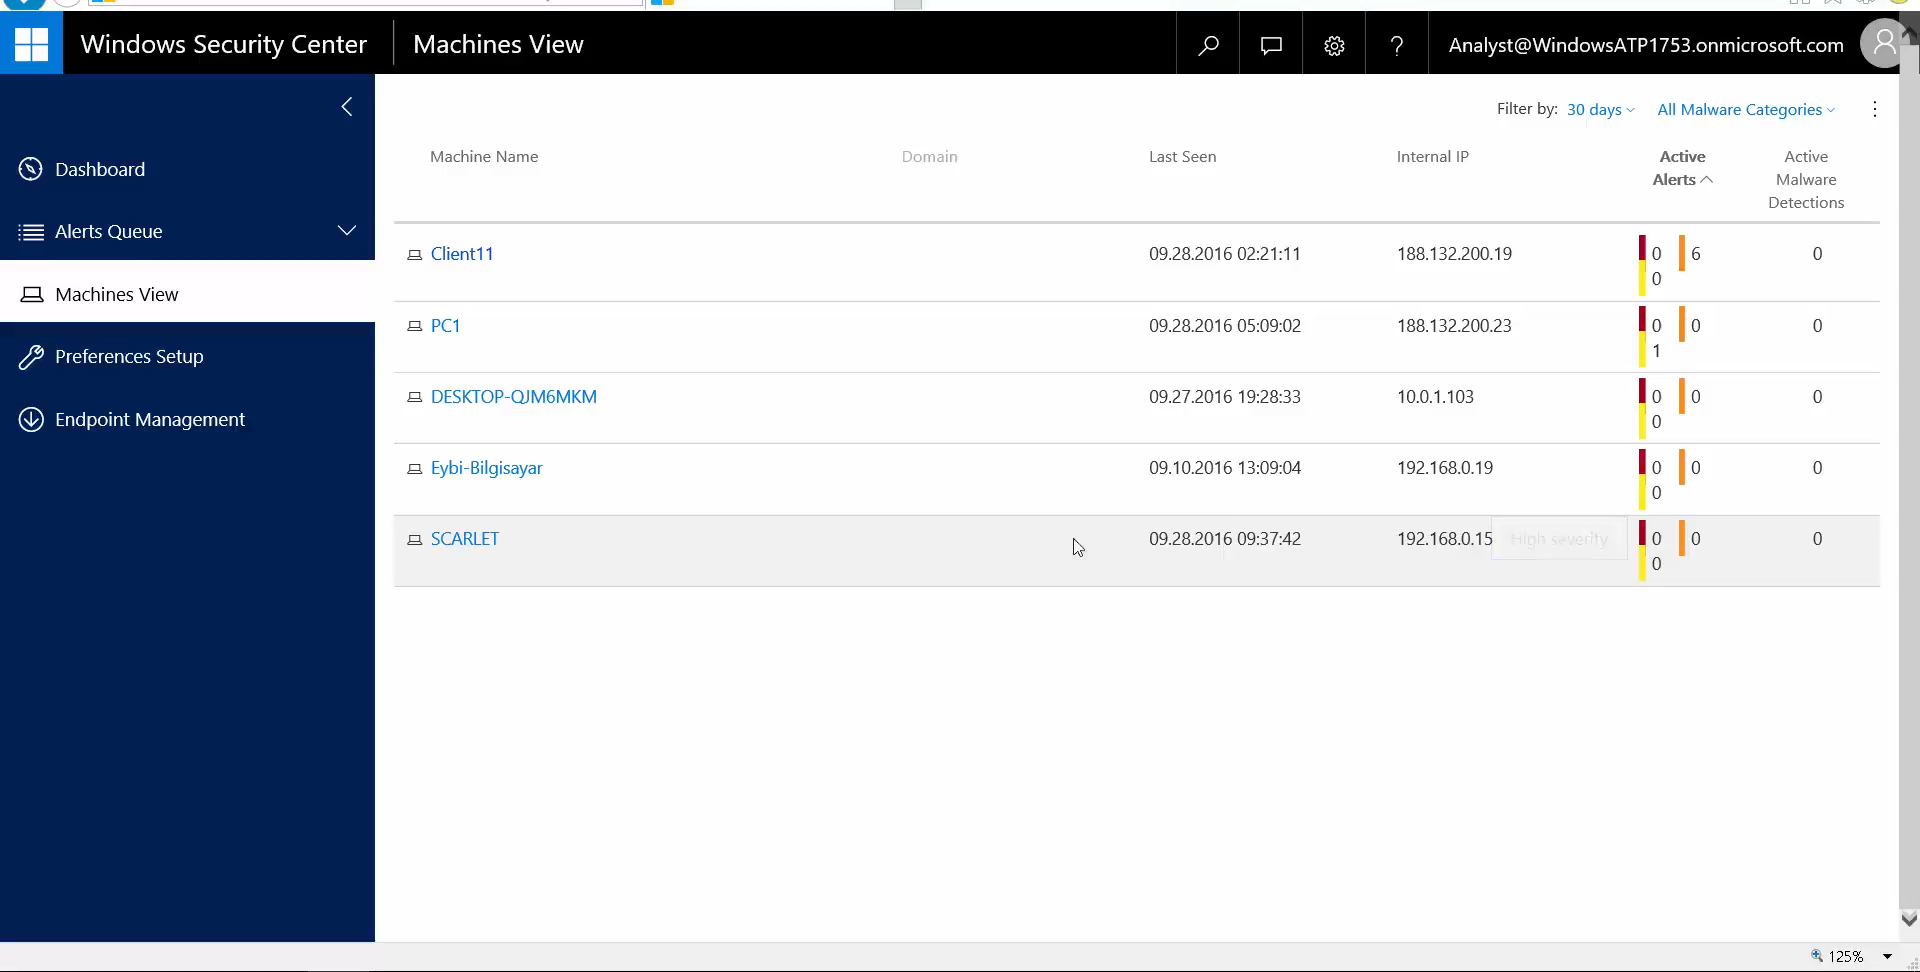 Windows Security Center
Machines View
?
Analyst@WindowsATP1753.onmicrosoft.com
Filter by: 30 days All Malware Categories
Dashboard
Alerts Queue
Machines View
Preferences Setup
Endpoint Management
Machine Name Domain Last Seen Internal IP Active Alerts Active Malware Detections
Client11 09.28.2016 02:21:11 188.132.200.19 0 6 0
0
PC1 09.28.2016 05:09:02 188.132.200.23 0 0 0
1
DESKTOP-QJM6MKM 09.27.2016 19:28:33 10.0.1.103 0 0 0
0
Eybi-Bilgisayar 09.10.2016 13:09:04 192.168.0.19 0 0 0
0
SCARLET 09.28.2016 09:37:42 192.168.0.15 High severity 0 0 0
0
125%